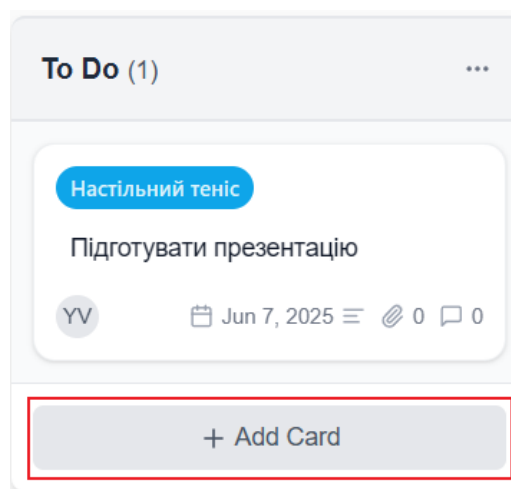 To Do (1) ...
Настільний теніс
Підготувати презентацію
YV Jun 7, 2025 0 0
+ Add Card